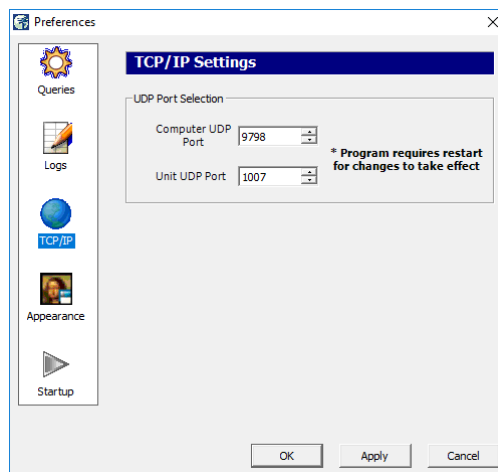 Preferences
Queries
Logs
TCP/IP
Appearance
Startup
TCP/IP Settings
UDP Port Selection
Computer UDP
Port
9798
Unit UDP Port
1007
* Program requires restart
for changes to take effect
OK
Apply
Cancel